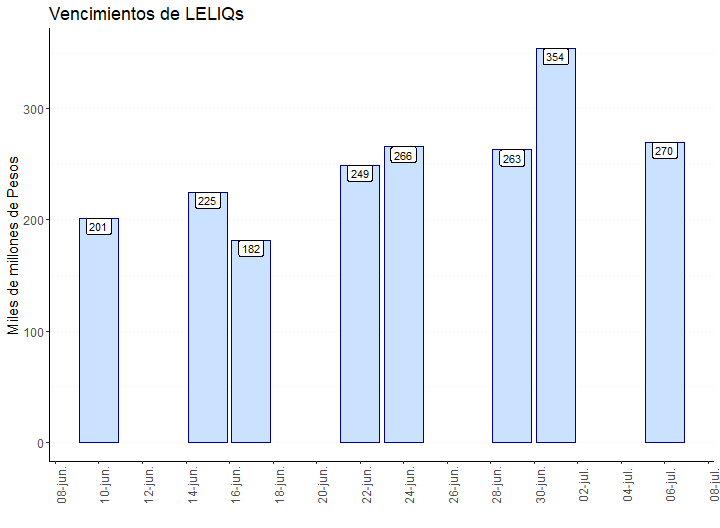 Vencimientos de LELIQs
Miles de millones de Pesos
300
200
100
0
201
225
182
249
266
263
354
270
08-jun.
10-jun.
12-jun.
14-jun.
16-jun.
18-jun.
20-jun.
22-jun.
24-jun.
26-jun.
28-jun.
30-jun.
02-jul.
04-jul.
06-jul.
08-jul.